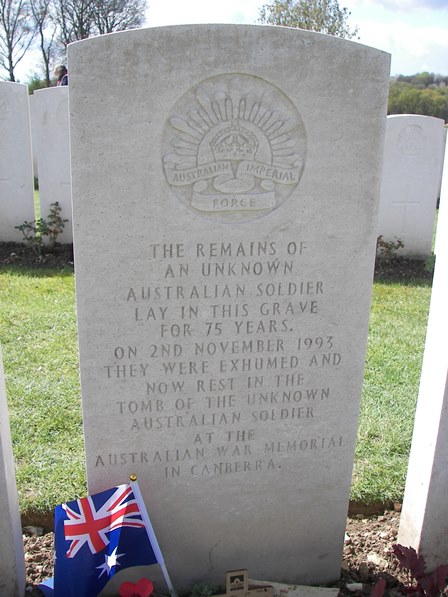 AUSTRALIAN IMPERIAL
FORCE
THE REMAINS OF
AN UNKNOWN
AUSTRALIAN SOLDIER
LAY IN THIS GRAVE
FOR 75 YEARS.
ON 2ND NOVEMBER 1993
THEY WERE EXHUMED AND
NOW REST IN THE
TOMB OF THE UNKNOWN
AUSTRALIAN SOLDIER
AT THE
AUSTRALIAN WAR MEMORIAL
IN CANBERRA.